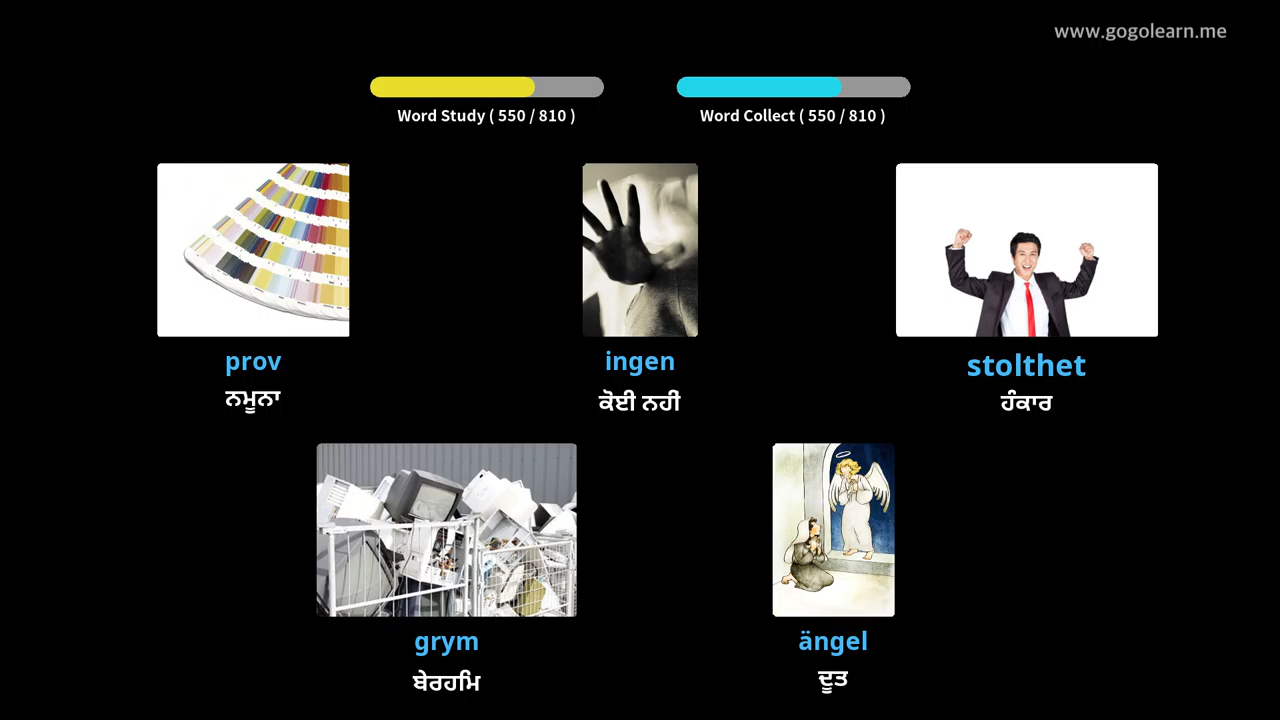 www.gogolearn.me
Word Study ( 550 / 810 )
Word Collect ( 550 / 810 )
prov
ਨਮੂਨਾ
ingen
ਕੋਈ ਨਹੀਂ
stolthet
ਹੰਕਾਰ
grym
ਬੇਰਹਮਿ
ängel
ਦੂਤ